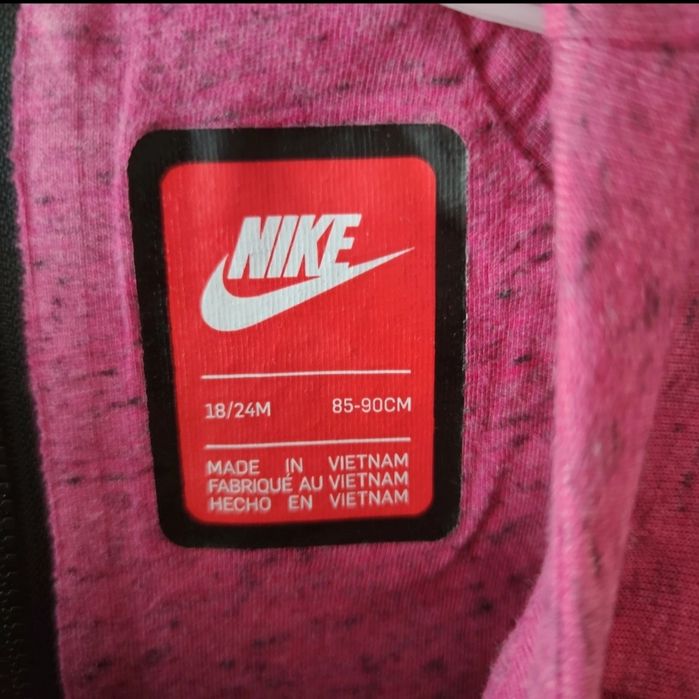 NIKE
18/24M 85-90CM
MADE IN VIETNAM
FABRIQUÉ AU VIETNAM
HECHO EN VIETNAM